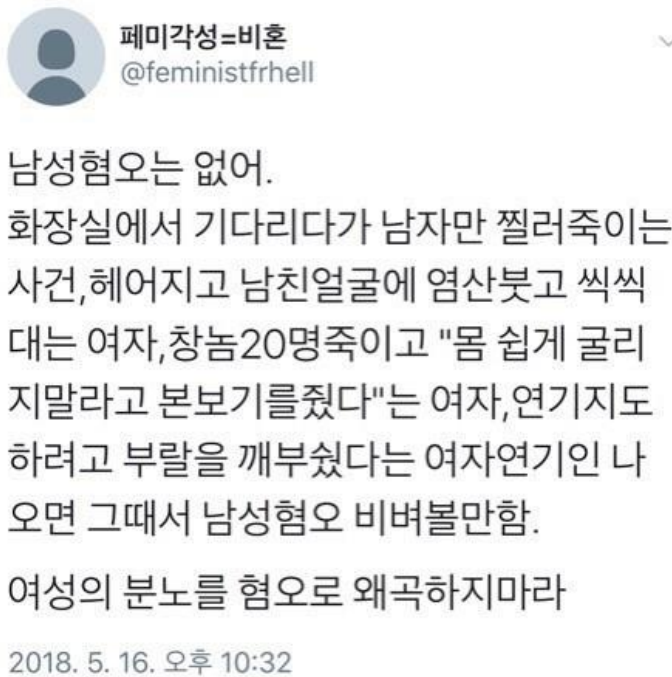 페미각성=비혼
@feministfrhell
남성혐오는 없어.
화장실에서 기다리다가 남자만 찔러죽이는
사건,헤어지고 남친얼굴에 염산붓고 씩씩
대는 여자,창놈20명죽이고 "몸 쉽게 굴리
지말라고 본보기를줬다"는 여자,연기지도
하려고 부랄을 깨부쉈다는 여자연기인 나
오면 그때서 남성혐오 비벼볼만함.
여성의 분노를 혐오로 왜곡하지마라
2018. 5. 16. 오후 10:32